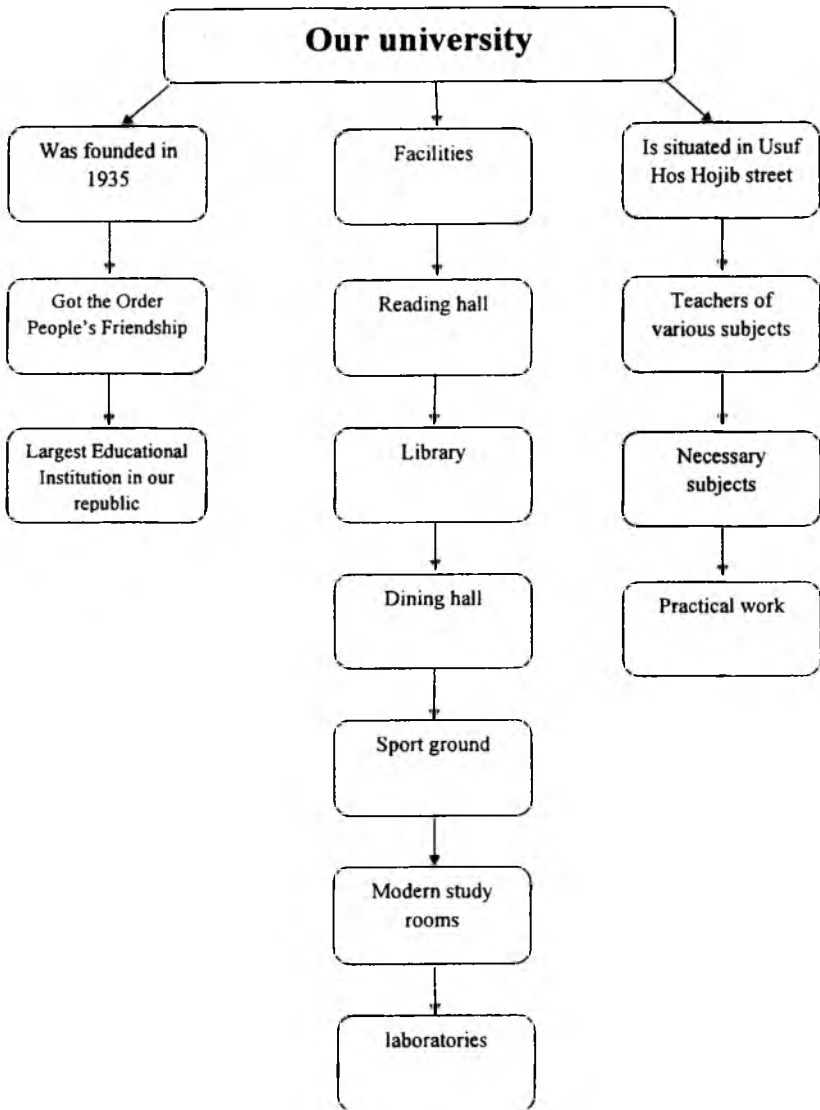 Our university
Was founded in
1935
Got the Order
People's Friendship
Largest Educational
Institution in our
republic
Facilities
Reading hall
Library
Dining hall
Sport ground
Modern study
rooms
laboratories
Is situated in Usuf
Hos Hojib street
Teachers of
various subjects
Necessary
subjects
Practical work